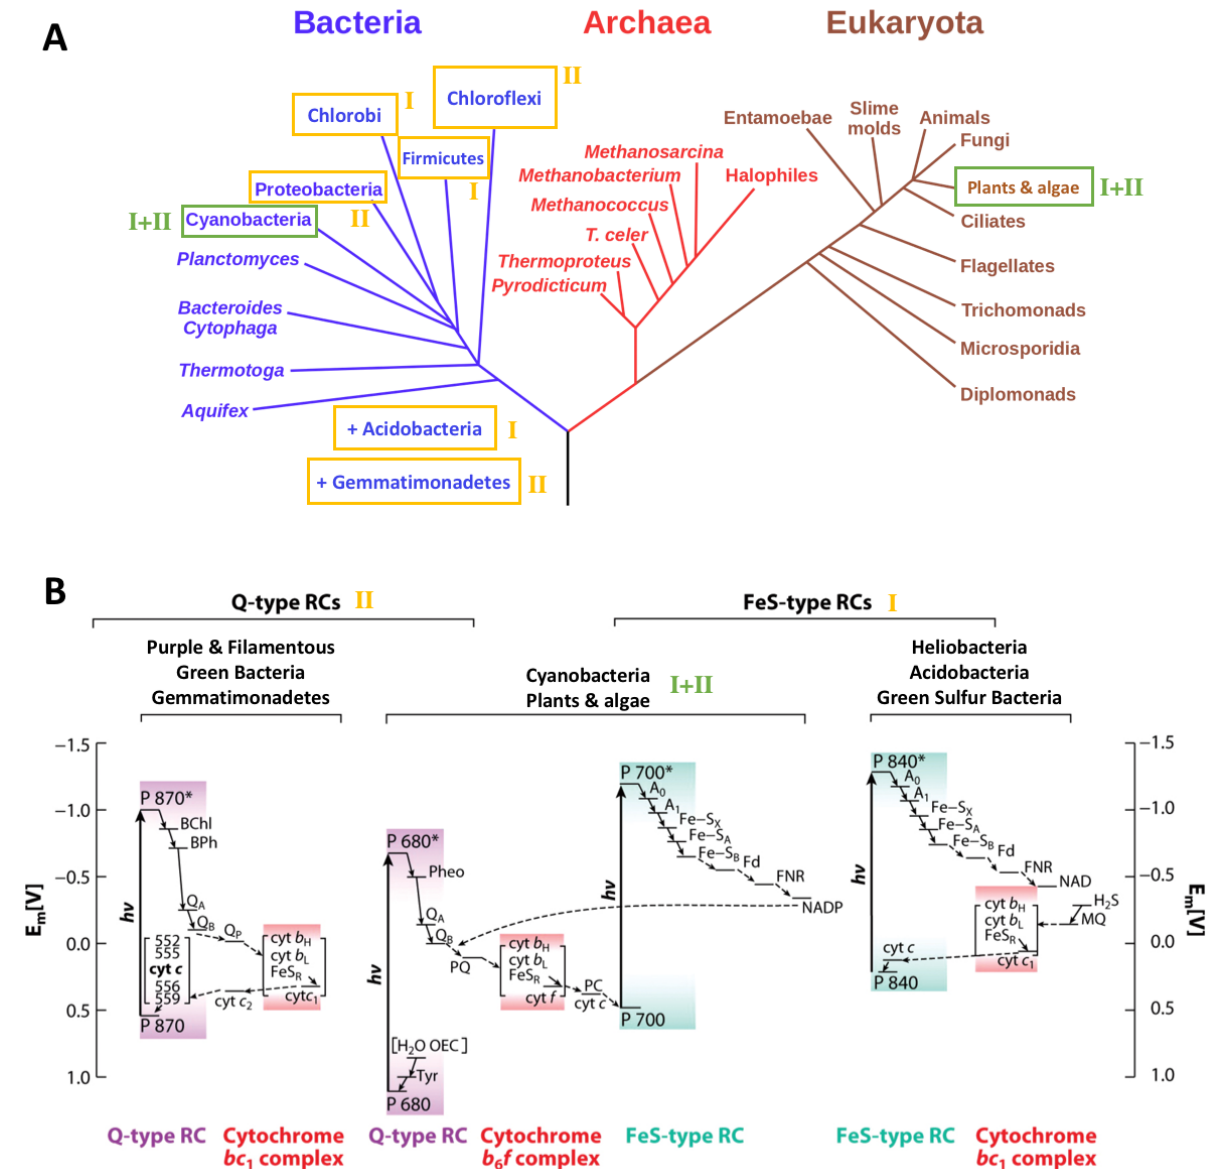 A
Bacteria
Archaea
Eukaryota
Chloroflexi
II
Chlorobi
I
Firmicutes
I
Proteobacteria
II
I+II
Cyanobacteria
Planctomyces
Bacteroides
Cytophaga
Thermotoga
Aquifex
+ Acidobacteria
I
+ Gemmatimonadetes
II
Methanosarcina
Methanobacterium
Halophiles
Methanococcus
T. celer
Thermoproteus
Pyrodicticum
Entamoebae
Slime
molds
Animals
Fungi
Plants & algae
I+II
Ciliates
Flagellates
Trichomonads
Microsporidia
Diplomonads
B
Q-type RCs II
FeS-type RCs I
Purple & Filamentous
Green Bacteria
Gemmatimonadetes
Cyanobacteria
Plants & algae
I+II
Heliobacteria
Acidobacteria
Green Sulfur Bacteria
Em[V]
−1.5
−1.0
−0.5
0.0
0.5
1.0
P 870*
BChl
BPh
hν
QA
QB
QP
552
555
cyt c
556
559
P 870
cyt bH
cyt bL
FeSR
cytc1
cyt c2
P 680*
Pheo
hν
QA
QB
PQ
[H2O OEC]
Tyr
P 680
cyt bH
cyt bL
FeSR
cyt f
PC
cyt c
P 700*
A0
A1
Fe−SX
Fe−SA
Fe−SB
Fd
FNR
NADP
hν
P 700
P 840*
A0
A1
Fe−SX
Fe−SA
Fe−SB
Fd
FNR
NAD
hν
cyt bH
cyt bL
FeSR
cyt c1
H2S
MQ
cyt c
P 840
−1.5
−1.0
−0.5
0.0
0.5
1.0
Em[V]
Q-type RC
Cytochrome
bc1 complex
Q-type RC
Cytochrome
b6f complex
FeS-type RC
FeS-type RC
Cytochrome
bc1 complex